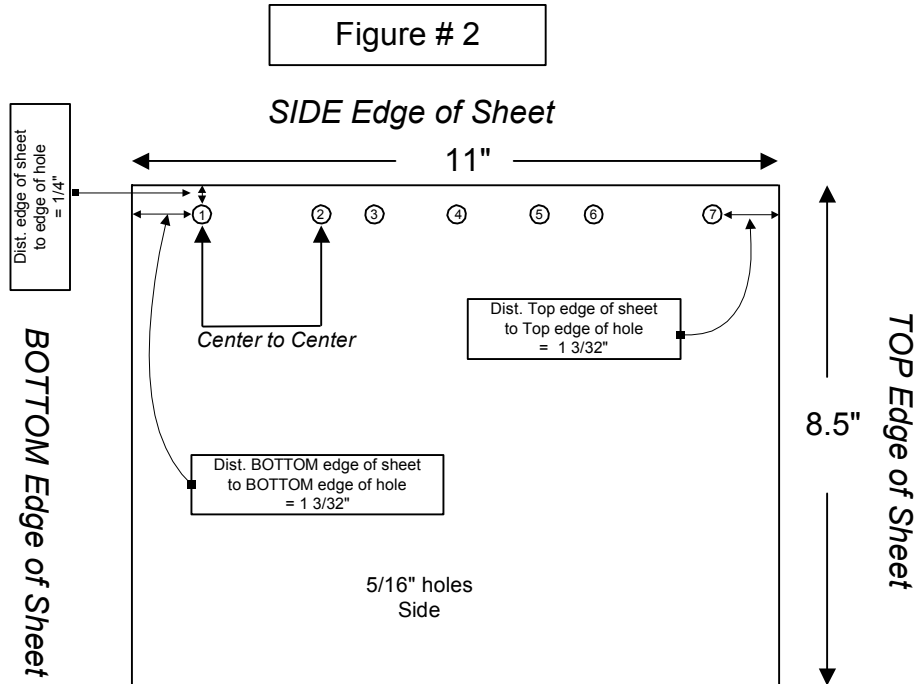 Figure # 2
SIDE Edge of Sheet
11"
Dist. edge of sheet
to edge of hole
= 1/4"
1
2
3
4
5
6
7
Center to Center
Dist. Top edge of sheet
to Top edge of hole
= 1 3/32"
BOTTOM Edge of Sheet
TOP Edge of Sheet
8.5"
Dist. BOTTOM edge of sheet
to BOTTOM edge of hole
= 1 3/32"
5/16" holes
Side